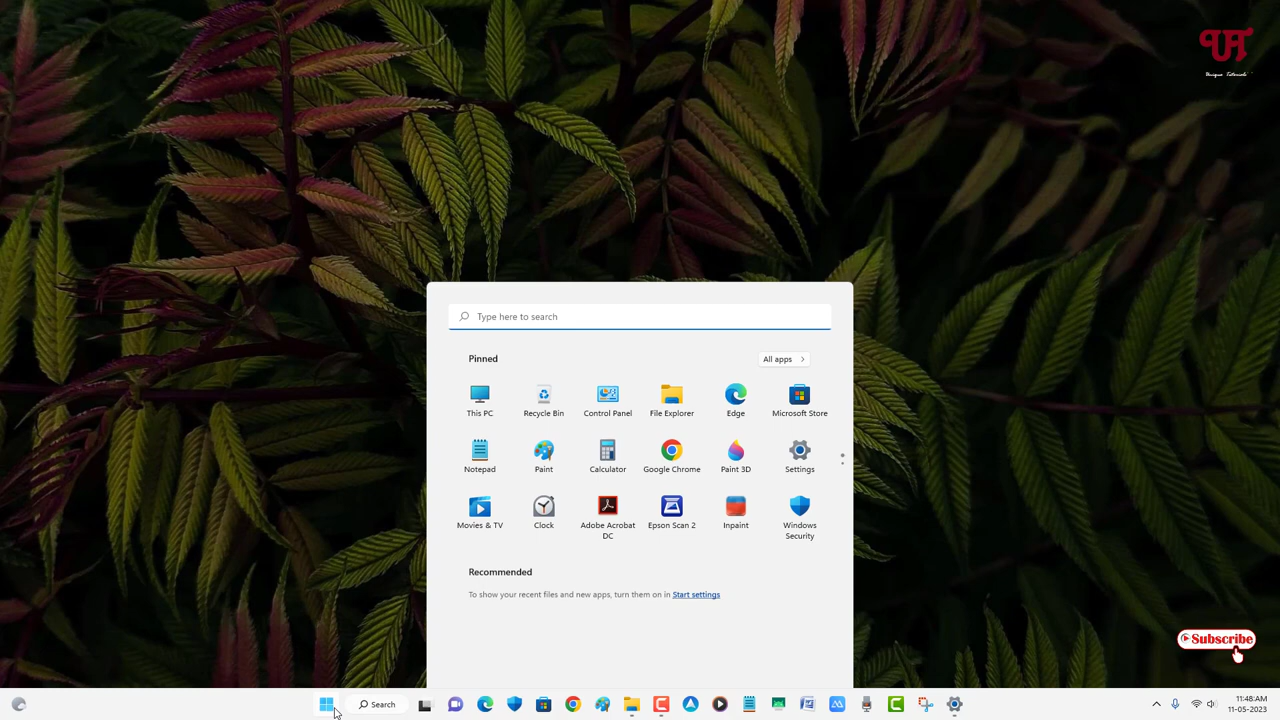 UT
Unique Tutorials
Type here to search
Pinned
All apps
This PC
Recycle Bin
Control Panel
File Explorer
Edge
Microsoft Store
Notepad
Paint
Calculator
Google Chrome
Paint 3D
Settings
Movies & TV
Clock
Adobe Acrobat
DC
Epson Scan 2
Inpaint
Windows
Security
Recommended
To show your recent files and new apps, turn them on in Start settings
Subscribe
Search
11:48 AM
11-05-2023